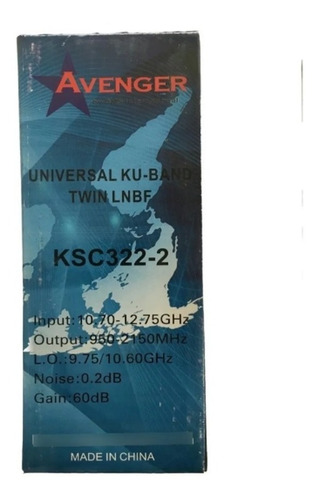 AVENGER
UNIVERSAL KU-BAND
TWIN LNBF
KSC322-2
Input:10.70-12.75GHz
Output:950-2150MHz
L.O.:9.75/10.60GHz
Noise:0.2dB
Gain:60dB
MADE IN CHINA